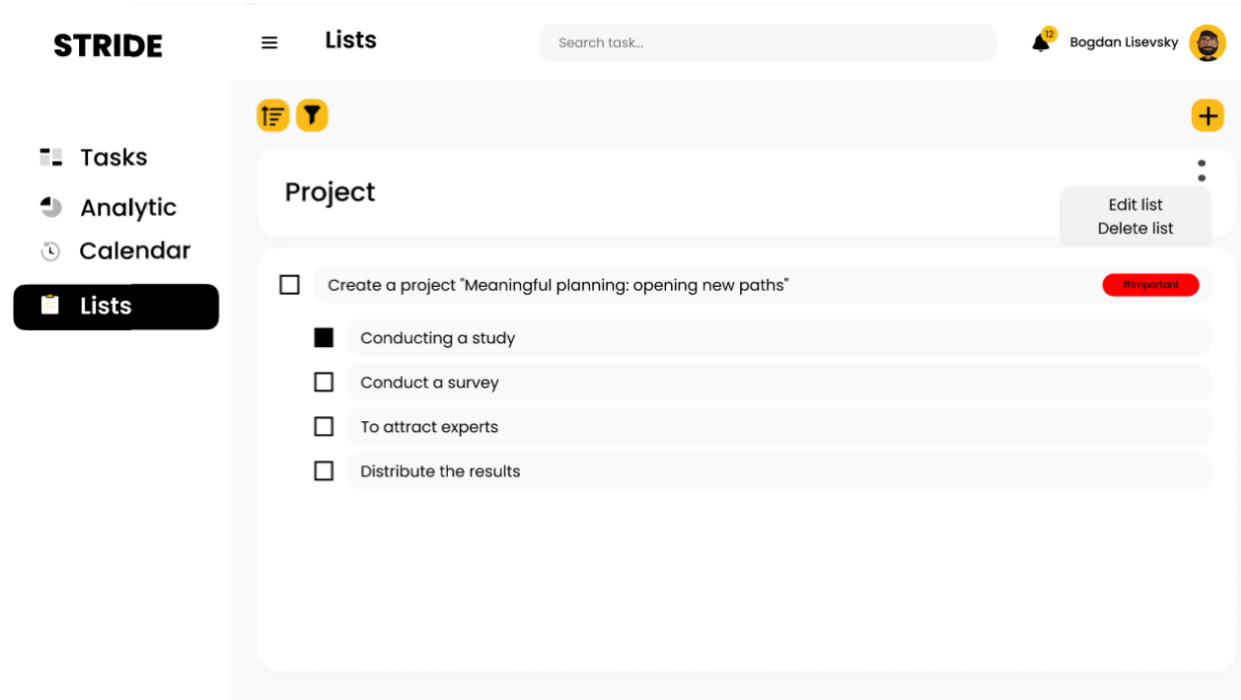 STRIDE
Lists
Search task...
12
Bogdan Lisevsky
Tasks
Analytic
Calendar
Lists
Project
Edit list
Delete list
Create a project "Meaningful planning: opening new paths"
#important
Conducting a study
Conduct a survey
To attract experts
Distribute the results